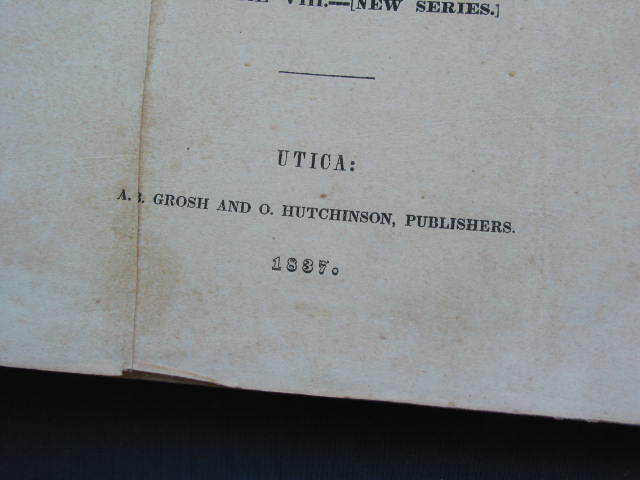 VIII.—[NEW SERIES.]
UTICA:
A. B. GROSH AND O. HUTCHINSON, PUBLISHERS.
1837.